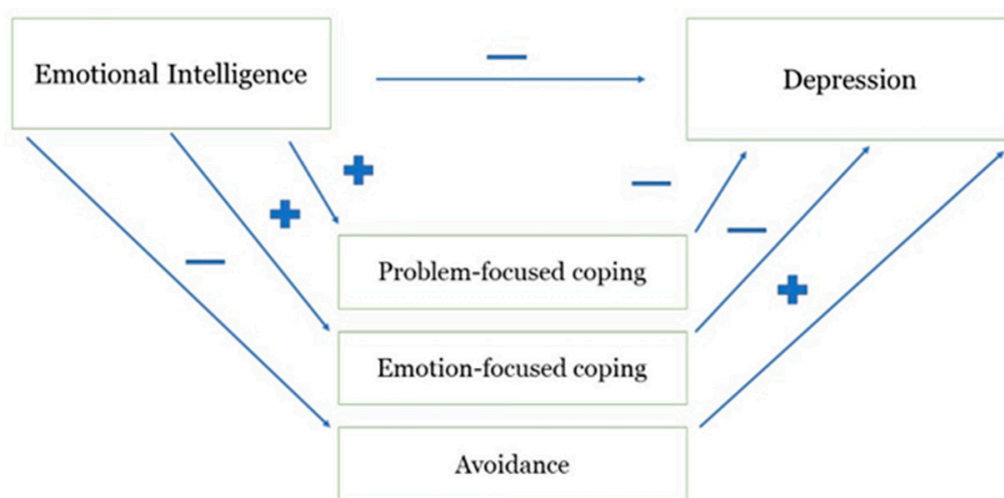 Emotional Intelligence
Depression
Problem-focused coping
Emotion-focused coping
Avoidance